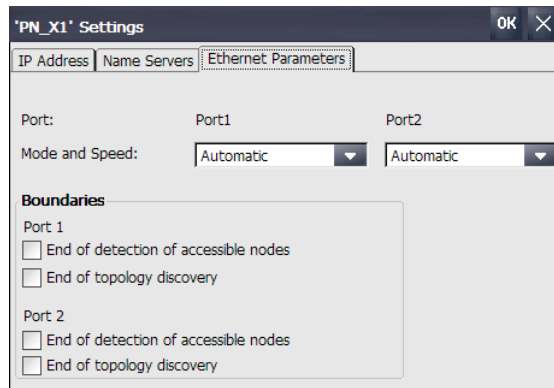 'PN_X1' Settings OK
IP Address Name Servers Ethernet Parameters
Port: Port1 Port2
Mode and Speed: Automatic Automatic
Boundaries
Port 1
End of detection of accessible nodes
End of topology discovery
Port 2
End of detection of accessible nodes
End of topology discovery